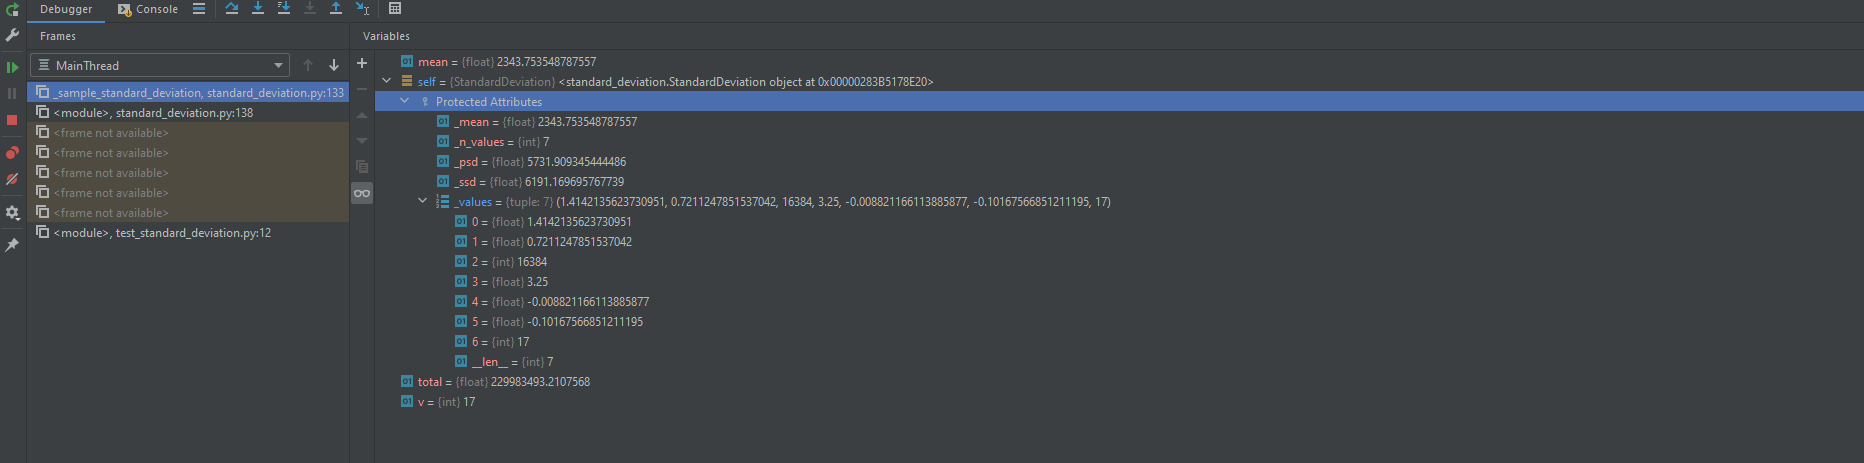 Debugger Console
Frames
Variables
MainThread
_sample_standard_deviation, standard_deviation.py:133
<module>, standard_deviation.py:138
<frame not available>
<frame not available>
<frame not available>
<frame not available>
<frame not available>
<module>, test_standard_deviation.py:12
mean = {float} 2343.753548787557
self = {StandardDeviation} <standard_deviation.StandardDeviation object at 0x00000283B5178E20>
Protected Attributes
_mean = {float} 2343.753548787557
_n_values = {int} 7
_psd = {float} 5731.909345444486
_ssd = {float} 6191.169695767739
_values = {tuple: 7} (1.4142135623730951, 0.7211247851537042, 16384, 3.25, -0.008821166113885877, -0.10167566851211195, 17)
0 = {float} 1.4142135623730951
1 = {float} 0.7211247851537042
2 = {int} 16384
3 = {float} 3.25
4 = {float} -0.008821166113885877
5 = {float} -0.10167566851211195
6 = {int} 17
__len__ = {int} 7
total = {float} 229983493.2107568
v = {int} 17